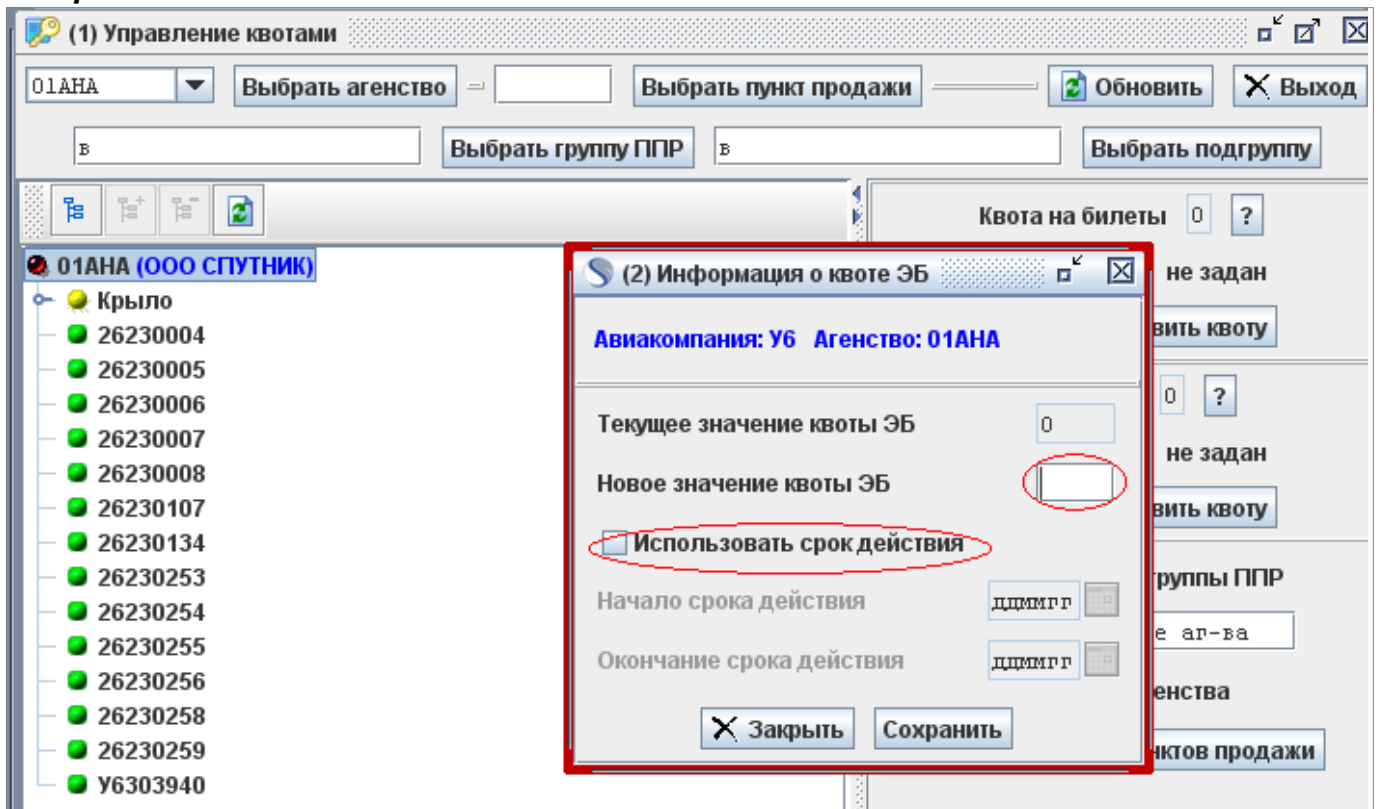 (1) Управление квотами
01АНА Выбрать агенство Выбрать пункт продажи Обновить Выход
в Выбрать группу ППР в Выбрать подгруппу
Квота на билеты 0 ?
01АНА (ООО СПУТНИК)
не задан
Крыло
вить квоту
26230004
26230005
0 ?
26230006
26230007
не задан
26230008
вить квоту
26230107
26230134
26230253
руппы ППР
26230254
е аг-ва
26230255
26230256
енства
26230258
26230259
нктов продажи
У6303940
(2) Информация о квоте ЭБ
Авиакомпания: У6 Агенство: 01АНА
Текущее значение квоты ЭБ 0
Новое значение квоты ЭБ
Использовать срок действия
Начало срока действия ддммгг
Окончание срока действия ддммгг
Закрыть Сохранить